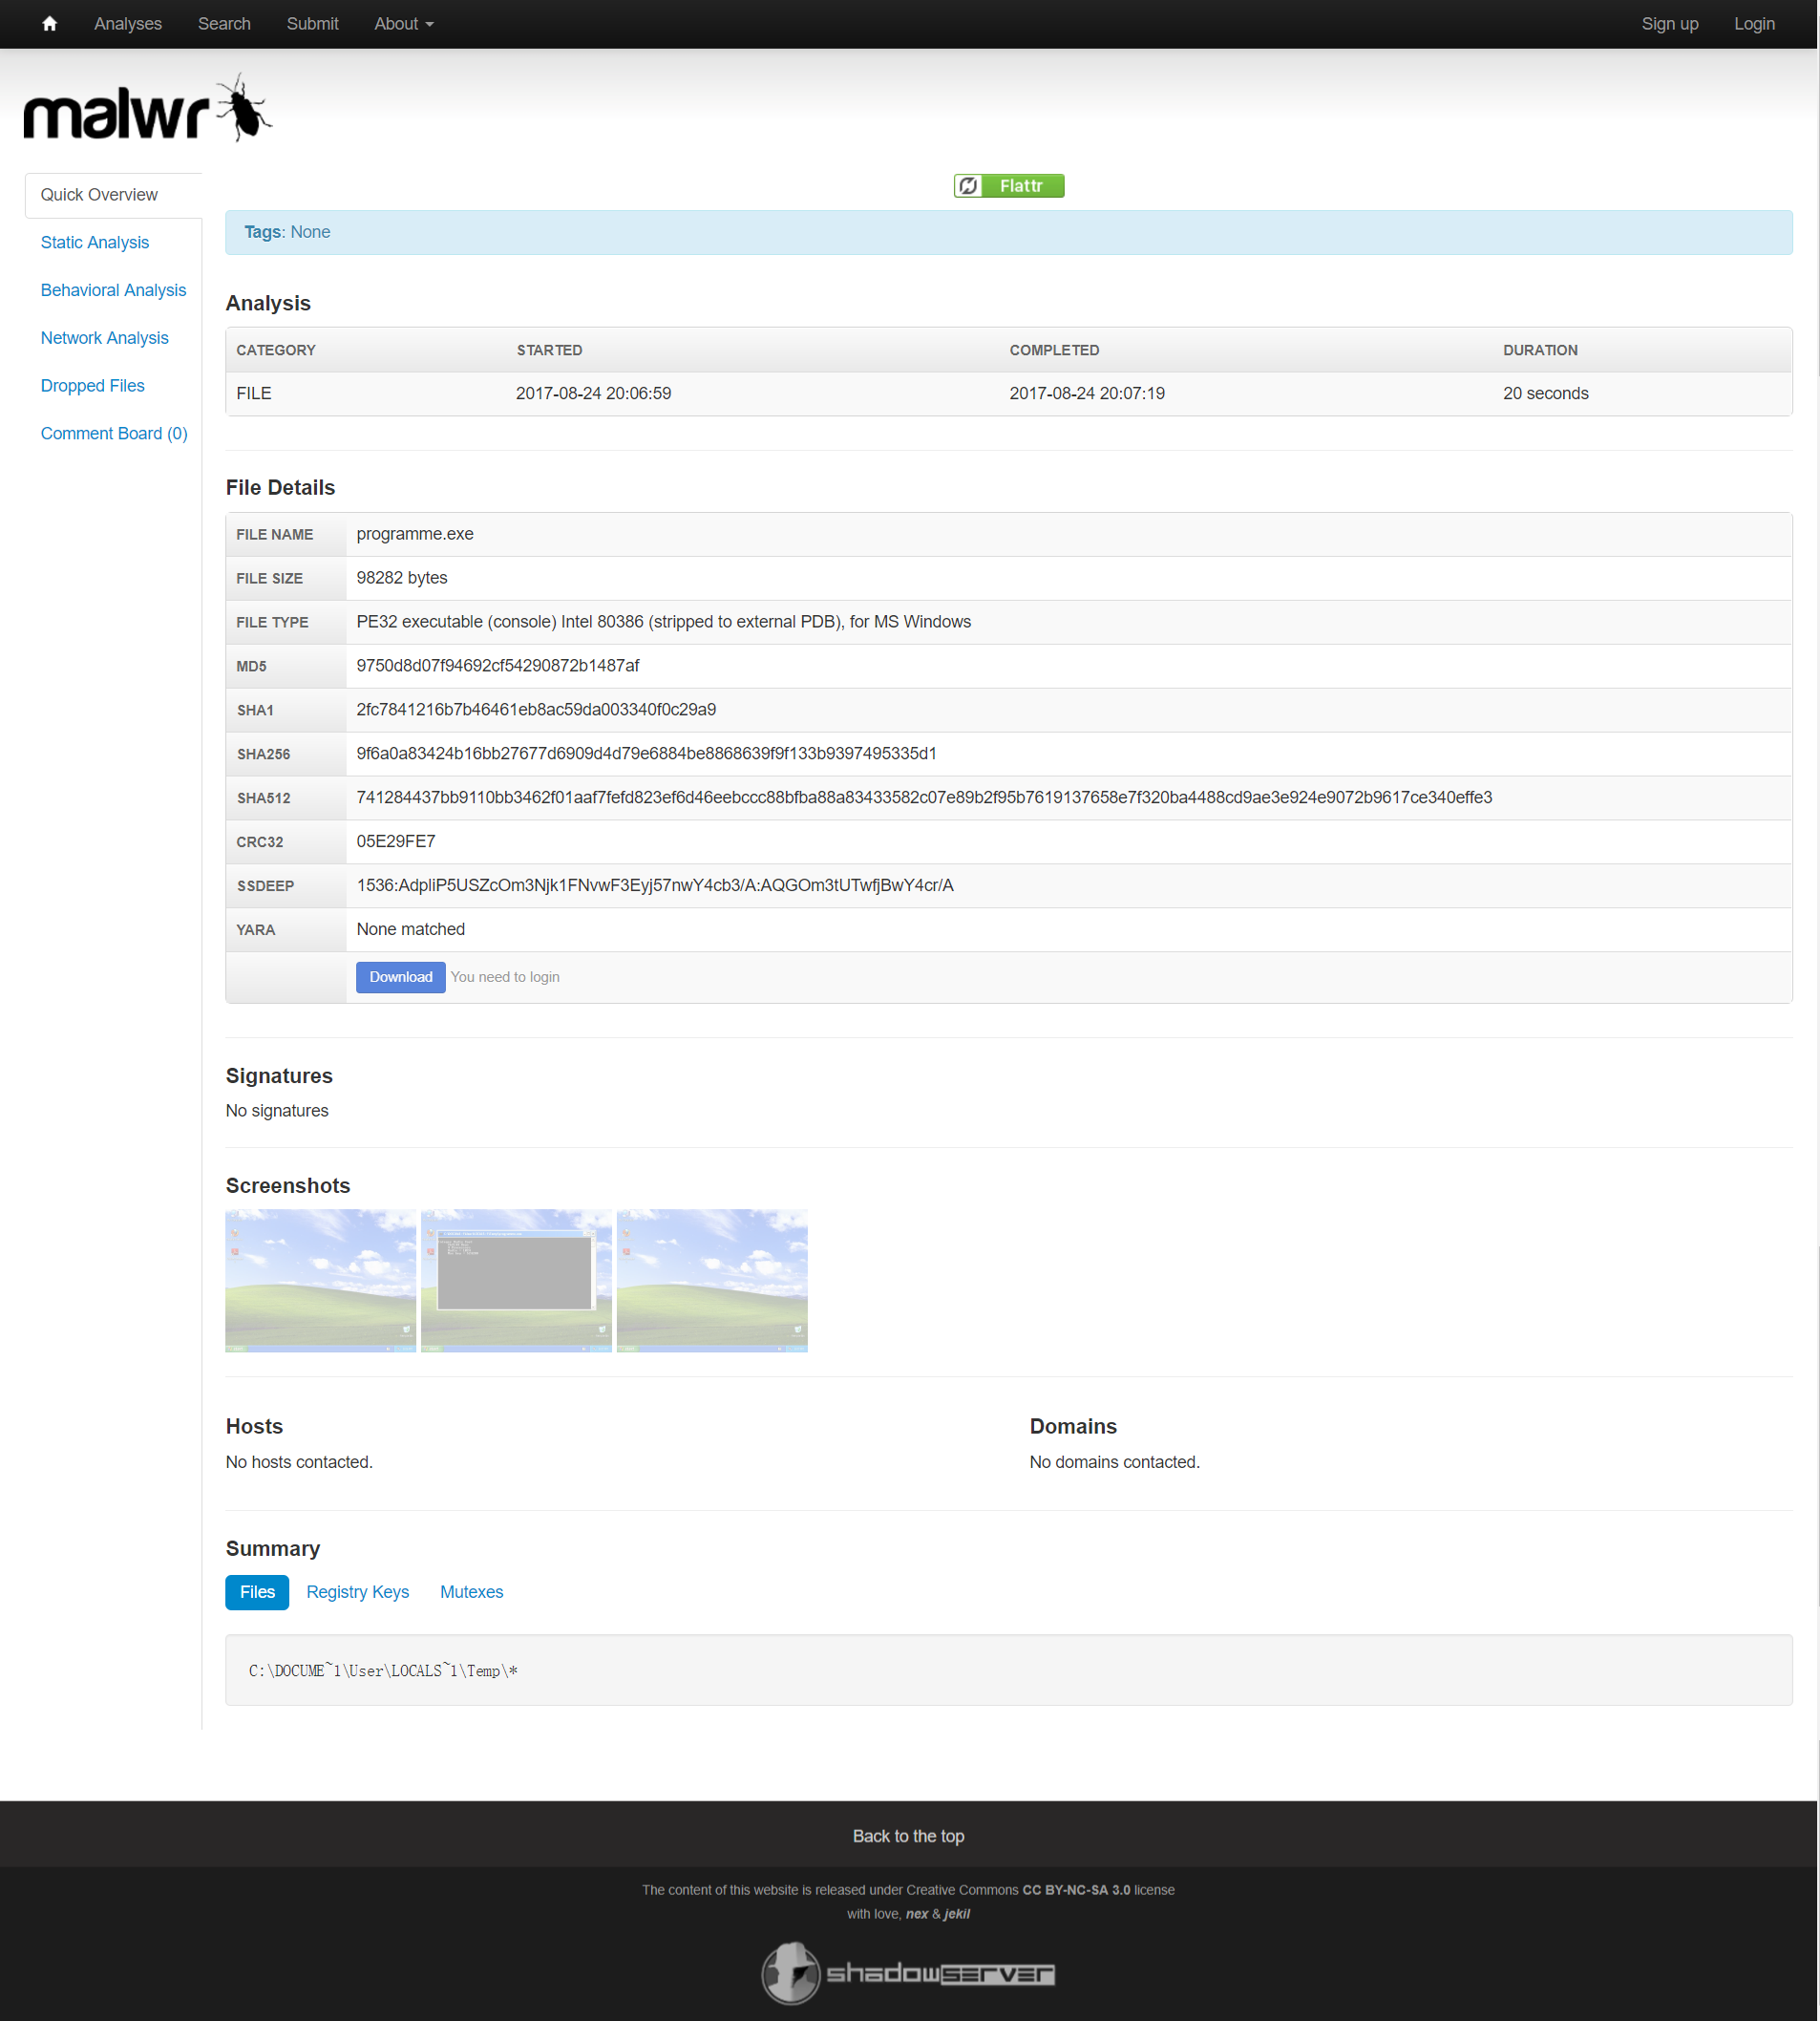 Analyses Search Submit About Sign up Login
malwr
Quick Overview
Static Analysis
Behavioral Analysis
Network Analysis
Dropped Files
Comment Board (0)
Flattr
Tags: None
Analysis
CATEGORY STARTED COMPLETED DURATION
FILE 2017-08-24 20:06:59 2017-08-24 20:07:19 20 seconds
File Details
FILE NAME programme.exe
FILE SIZE 98282 bytes
FILE TYPE PE32 executable (console) Intel 80386 (stripped to external PDB), for MS Windows
MD5 9750d8d07f94692cf54290872b1487af
SHA1 2fc7841216b7b46461eb8ac59da003340f0c29a9
SHA256 9f6a0a83424b16bb27677d6909d4d79e6884be8868639f9f133b9397495335d1
SHA512 741284437bb9110bb3462f01aaf7fefd823ef6d46eebccc88bfba88a83433582c07e89b2f95b7619137658e7f320ba4488cd9ae3e924e9072b9617ce340effe3
CRC32 05E29FE7
SSDEEP 1536:AdpliP5USZcOm3Njk1FNvwF3Eyj57nwY4cb3/A:AQGOm3tUTwfjBwY4cr/A
YARA None matched
Download You need to login
Signatures
No signatures
Screenshots
Hosts
No hosts contacted.
Domains
No domains contacted.
Summary
Files Registry Keys Mutexes
C:\DOCUME~1\User\LOCALS~1\Temp\*
Back to the top
The content of this website is released under Creative Commons CC BY-NC-SA 3.0 license
with love, nex & jekil
shadowserver